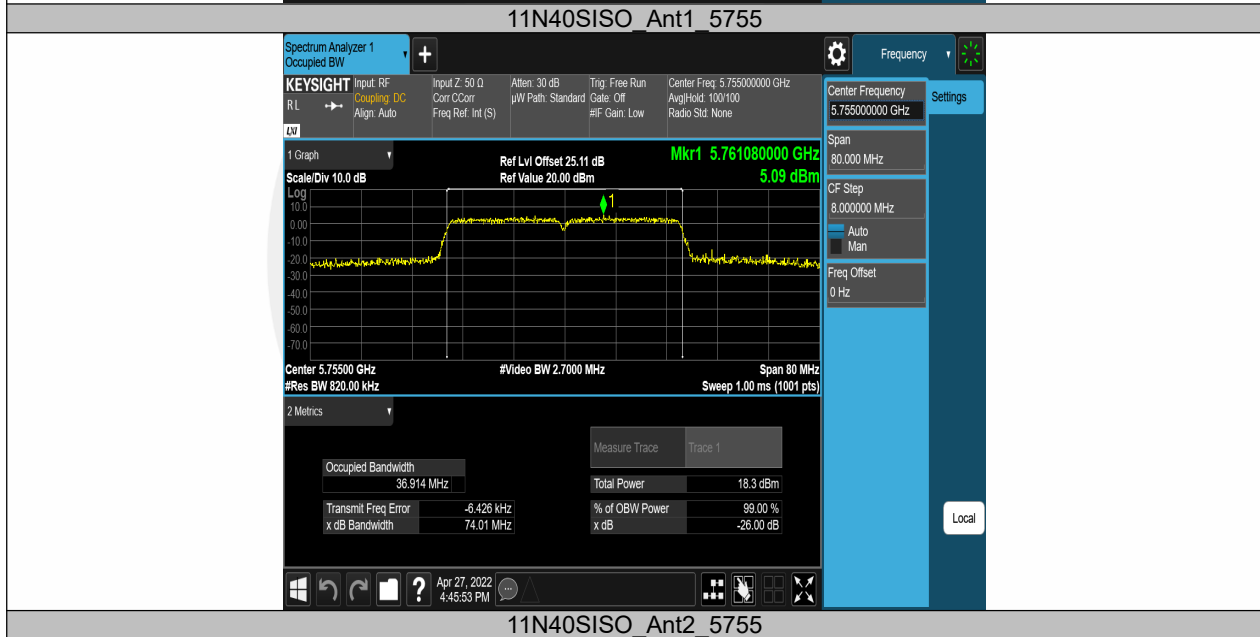 11N40SISO_Ant1_5755
Spectrum Analyzer 1
Occupied BW
+
Frequency
KEYSIGHT
RL
LXI
Input: RF
Coupling: DC
Align: Auto
Input Z: 50 Ω
Corr CCorr
Freq Ref: Int (S)
Atten: 30 dB
µW Path: Standard
Trig: Free Run
Gate: Off
#IF Gain: Low
Center Freq: 5.755000000 GHz
Avg|Hold: 100/100
Radio Std: None
Center Frequency
5.755000000 GHz
Settings
Span
80.000 MHz
CF Step
8.000000 MHz
Auto
Man
Freq Offset
0 Hz
1 Graph
Scale/Div 10.0 dB
Ref Lvl Offset 25.11 dB
Ref Value 20.00 dBm
Mkr1 5.761080000 GHz
5.09 dBm
Log
10.0
0.00
-10.0
-20.0
-30.0
-40.0
-50.0
-60.0
-70.0
1
Center 5.75500 GHz
#Video BW 2.7000 MHz
Span 80 MHz
#Res BW 820.00 kHz
Sweep 1.00 ms (1001 pts)
2 Metrics
Measure Trace Trace 1
Occupied Bandwidth
36.914 MHz
Total Power 18.3 dBm
Transmit Freq Error -6.426 kHz
% of OBW Power 99.00 %
x dB Bandwidth 74.01 MHz
x dB -26.00 dB
Local
?
Apr 27, 2022
4:45:53 PM
11N40SISO_Ant2_5755